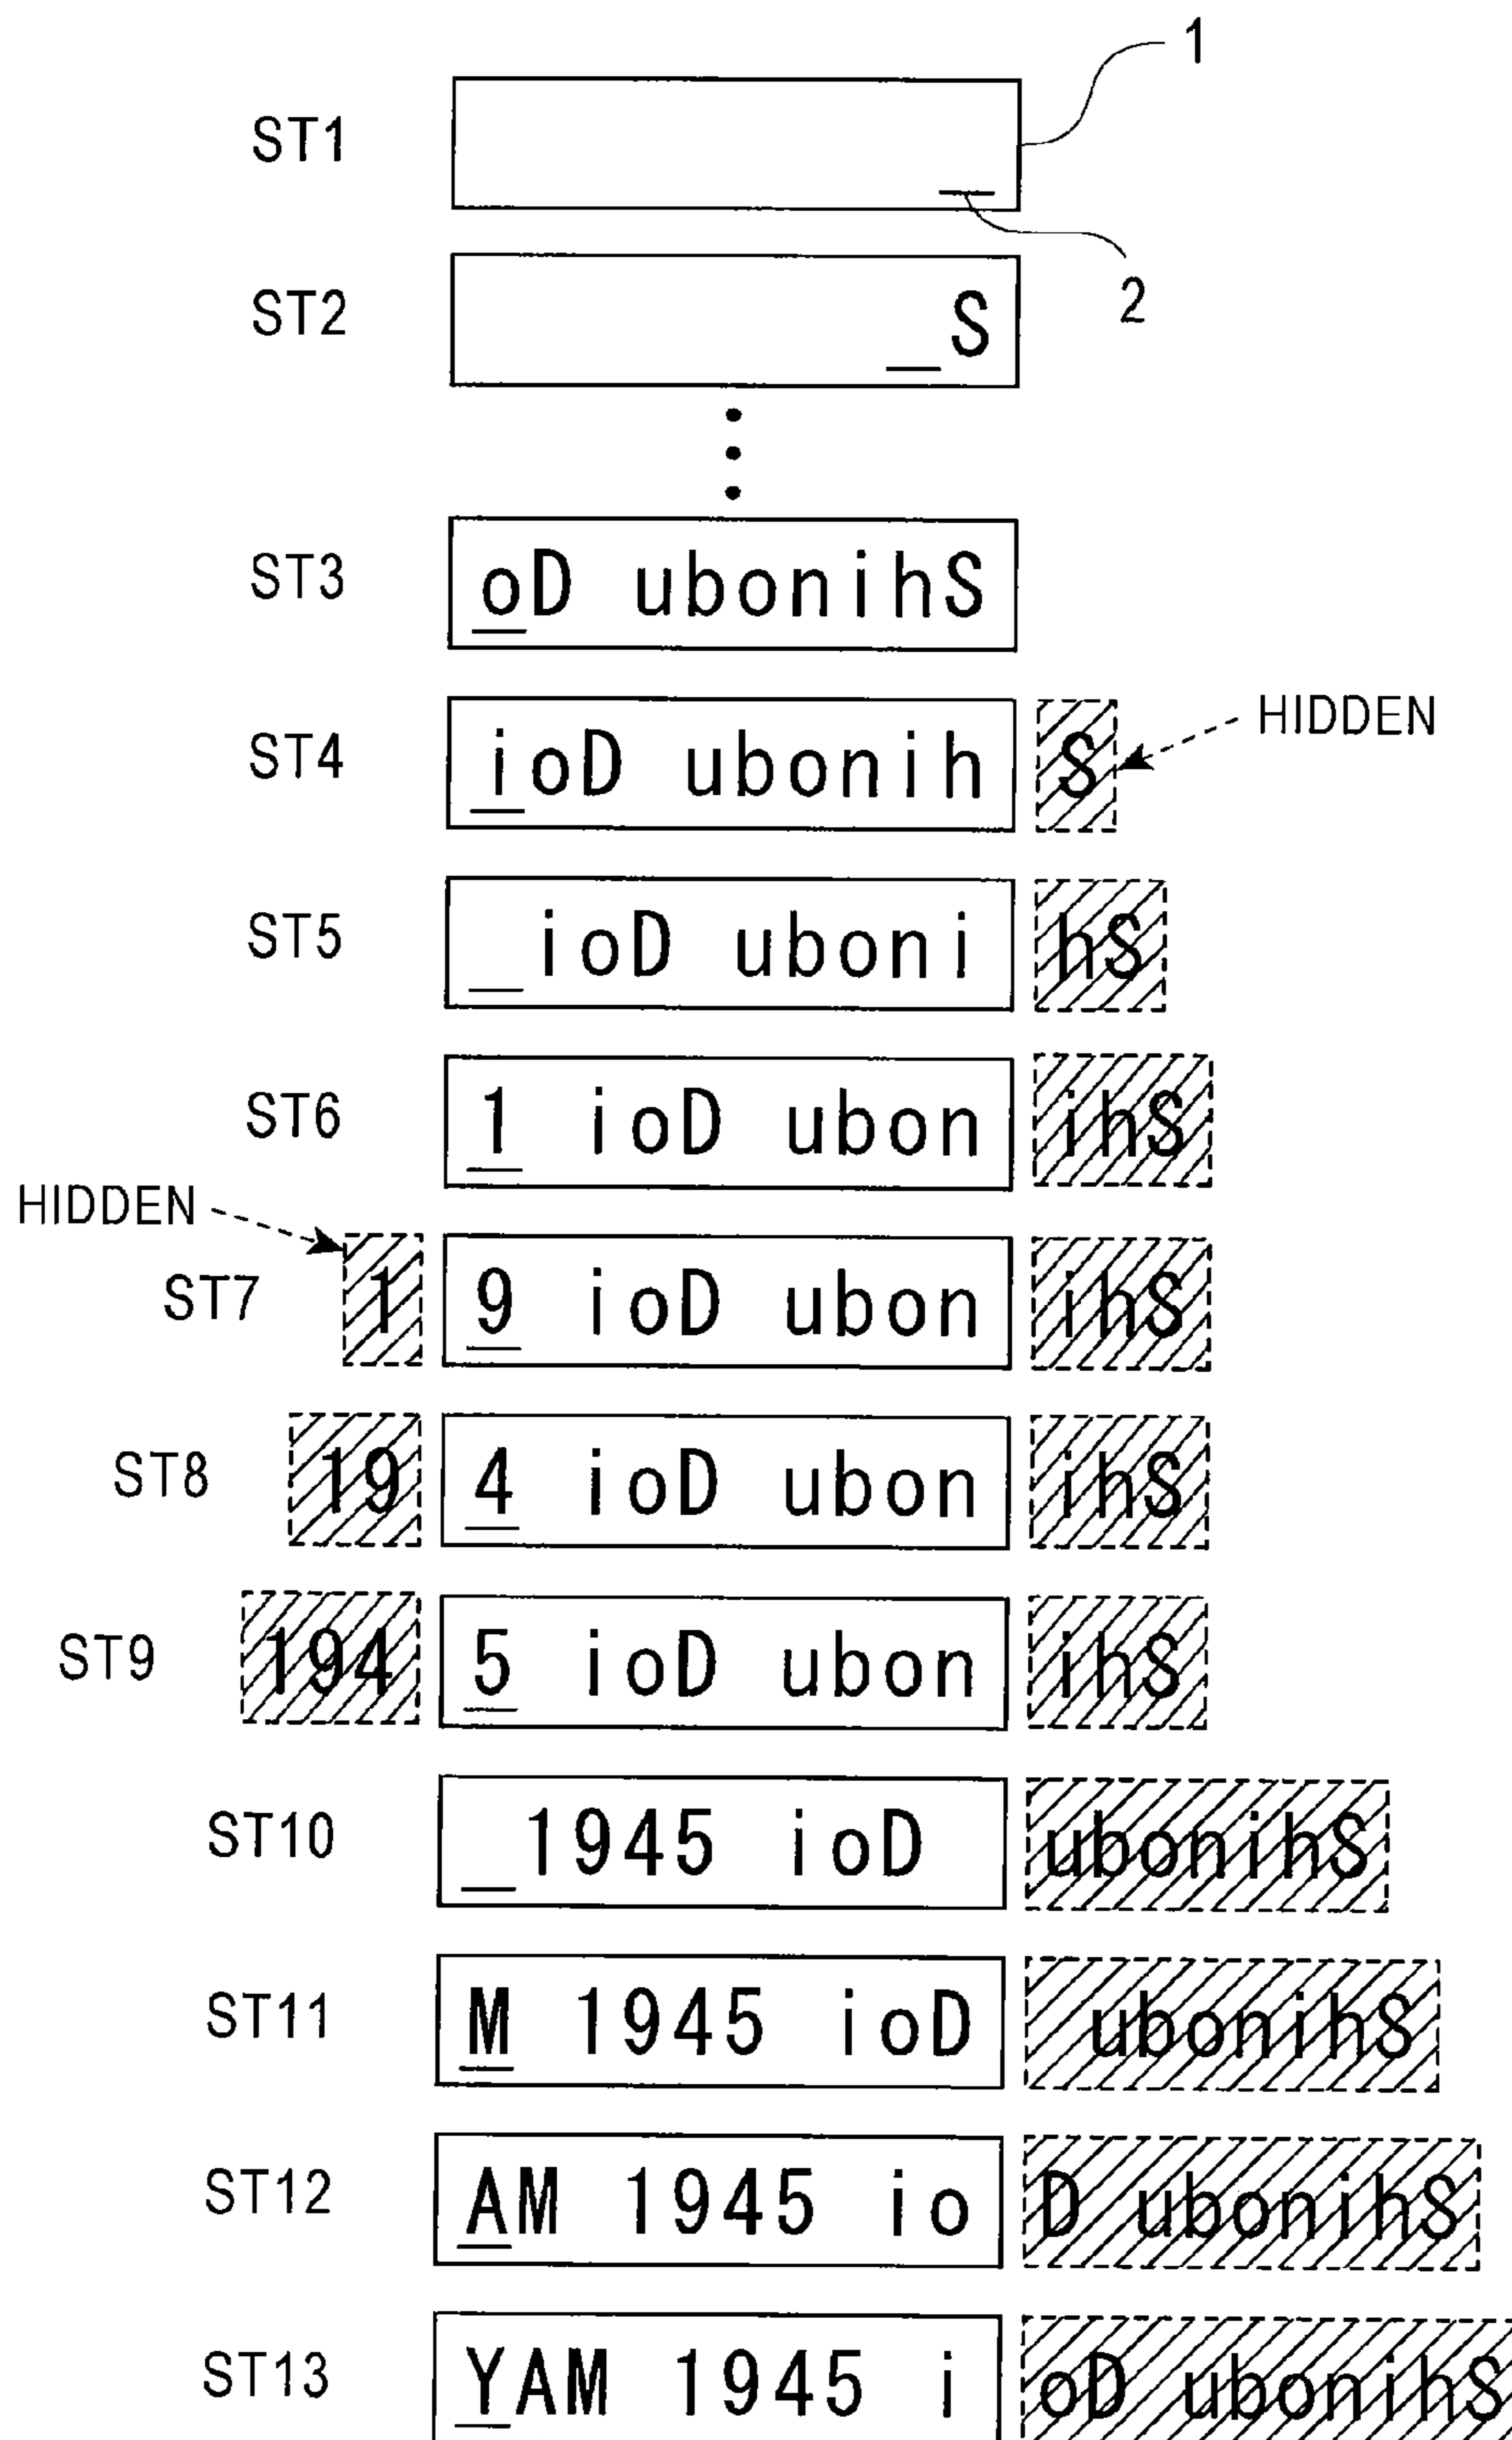 1
ST1
2
ST2 _S
ST3 oD ubonihS
ST4 ioD ubonih S HIDDEN
ST5 _ioD uboni hS
ST6 1 ioD ubon ihS
HIDDEN
ST7 1 9 ioD ubon ihS
ST8 19 4 ioD ubon ihS
ST9 194 5 ioD ubon ihS
ST10 _1945 ioD ubonihS
ST11 M 1945 ioD ubonihS
ST12 AM 1945 io D ubonihS
ST13 YAM 1945 i oD ubonihS